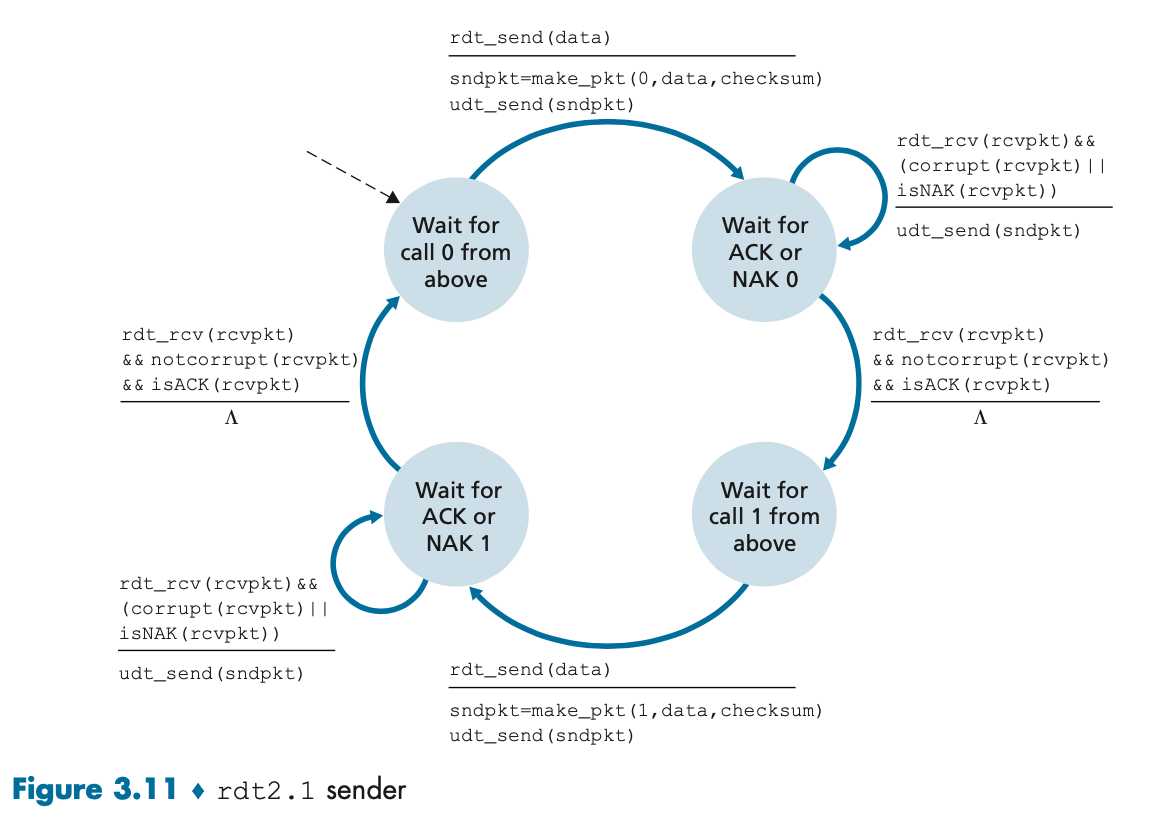 rdt_send(data)
sndpkt=make_pkt(0,data,checksum)
udt_send(sndpkt)
rdt_rcv(rcvpkt)&&
(corrupt(rcvpkt)||
isNAK(rcvpkt))
udt_send(sndpkt)
Wait for
call 0 from
above
Wait for
ACK or
NAK 0
rdt_rcv(rcvpkt)
&& notcorrupt(rcvpkt)
&& isACK(rcvpkt)
Λ
rdt_rcv(rcvpkt)
&& notcorrupt(rcvpkt)
&& isACK(rcvpkt)
Λ
Wait for
ACK or
NAK 1
Wait for
call 1 from
above
rdt_rcv(rcvpkt)&&
(corrupt(rcvpkt)||
isNAK(rcvpkt))
udt_send(sndpkt)
rdt_send(data)
sndpkt=make_pkt(1,data,checksum)
udt_send(sndpkt)
Figure 3.11 ♦ rdt2.1 sender